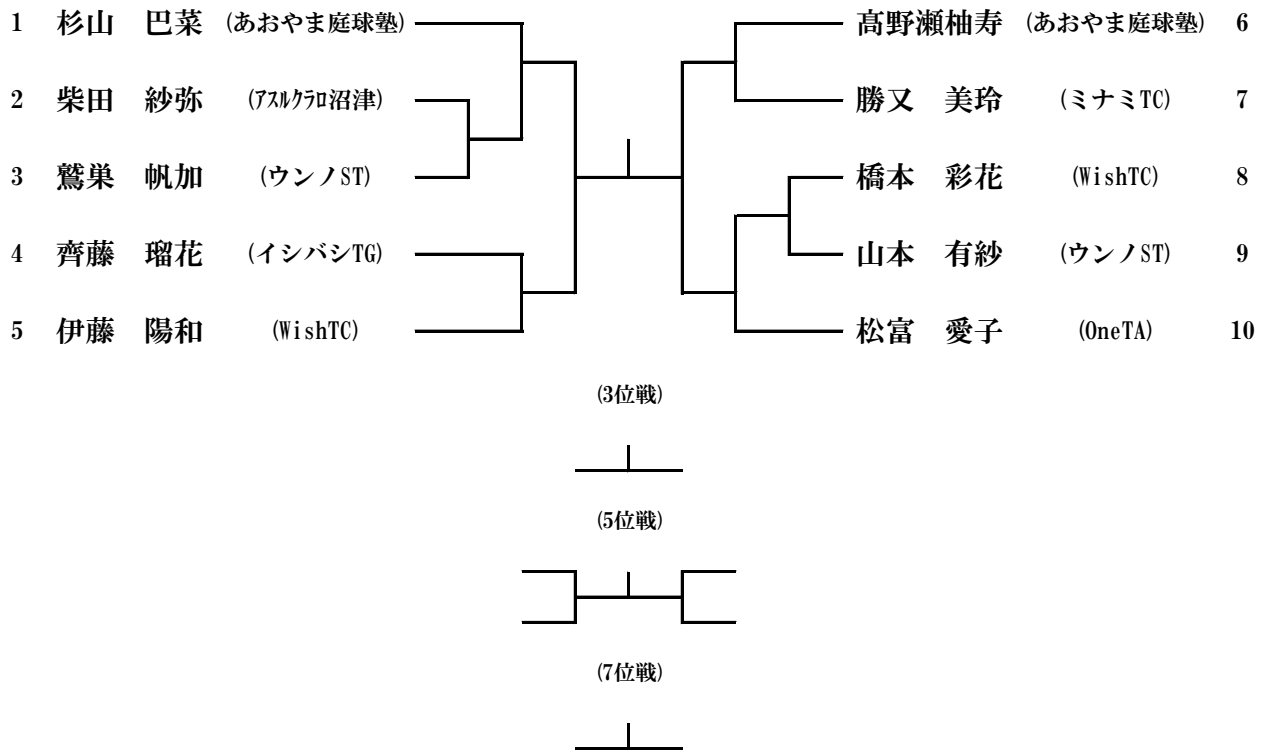 1 杉山 巴菜 (あおやま庭球塾)
2 柴田 紗弥 (ｱｽﾙｸﾗﾛ沼津)
3 鷲巣 帆加 (ウンノST)
4 齊藤 瑠花 (イシバシTG)
5 伊藤 陽和 (WishTC)
髙野瀬柚寿 (あおやま庭球塾) 6
勝又 美玲 (ミナミTC) 7
橋本 彩花 (WishTC) 8
山本 有紗 (ウンノST) 9
松富 愛子 (OneTA) 10
(3位戦)
(5位戦)
(7位戦)